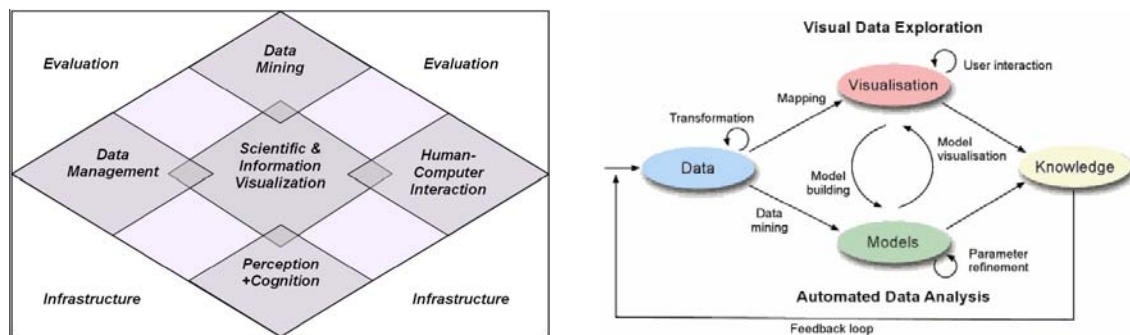 Evaluation
Data
Mining
Evaluation
Data
Management
Scientific &
Information
Visualization
Human-
Computer
Interaction
Perception
+Cognition
Infrastructure
Infrastructure
Visual Data Exploration
User interaction
Visualisation
Mapping
Transformation
Data
Model
building
Model
visualisation
Knowledge
Data
mining
Models
Parameter
refinement
Automated Data Analysis
Feedback loop